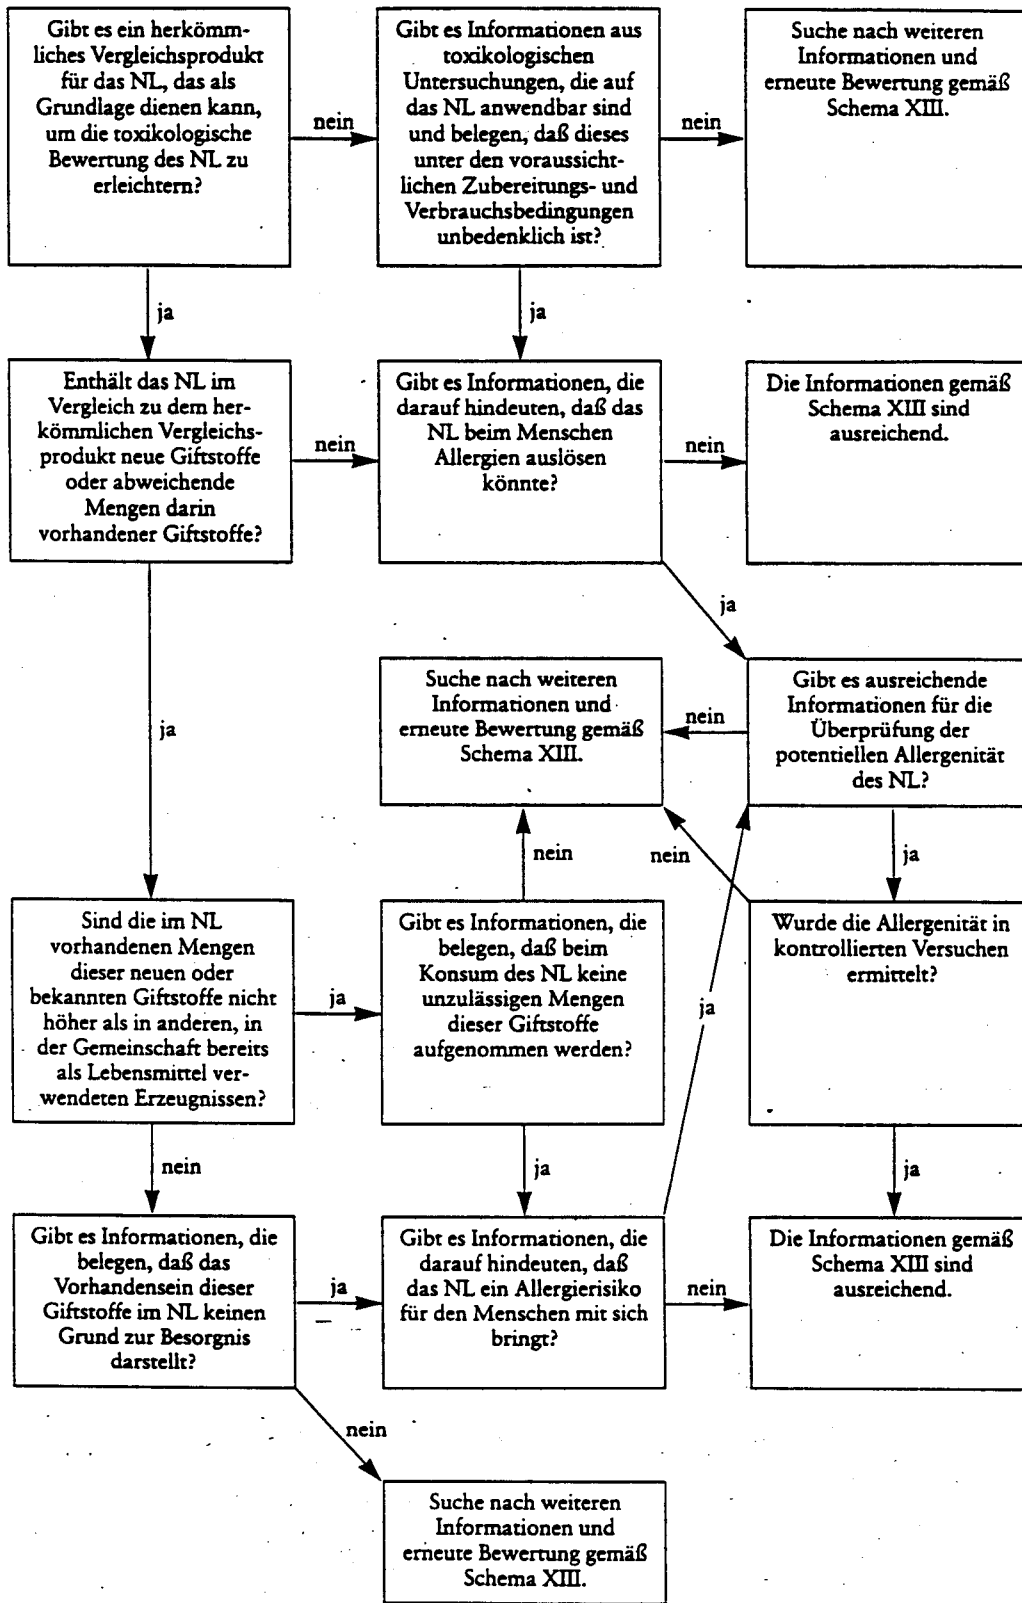 Gibt es ein herkömm-
liches Vergleichsprodukt
für das NL, das als
Grundlage dienen kann,
um die toxikologische
Bewertung des NL zu
erleichtern?
nein
Gibt es Informationen aus
toxikologischen
Untersuchungen, die auf
das NL anwendbar sind
und belegen, daß dieses
unter den voraussicht-
lichen Zubereitungs- und
Verbrauchsbedingungen
unbedenklich ist?
nein
Suche nach weiteren
Informationen und
erneute Bewertung gemäß
Schema XIII.
ja
ja
Enthält das NL im
Vergleich zu dem her-
kömmlichen Vergleichs-
produkt neue Giftstoffe
oder abweichende
Mengen darin
vorhandener Giftstoffe?
nein
Gibt es Informationen, die
darauf hindeuten, daß das
NL beim Menschen
Allergien auslösen
könnte?
nein
Die Informationen gemäß
Schema XIII sind
ausreichend.
ja
ja
Suche nach weiteren
Informationen und
erneute Bewertung gemäß
Schema XIII.
nein
Gibt es ausreichende
Informationen für die
Überprüfung der
potentiellen Allergenität
des NL?
nein
nein
ja
Sind die im NL
vorhandenen Mengen
dieser neuen oder
bekannten Giftstoffe nicht
höher als in anderen, in
der Gemeinschaft bereits
als Lebensmittel ver-
wendeten Erzeugnissen?
ja
Gibt es Informationen, die
belegen, daß beim
Konsum des NL keine
unzulässigen Mengen
dieser Giftstoffe
aufgenommen werden?
ja
Wurde die Allergenität in
kontrollierten Versuchen
ermittelt?
nein
ja
ja
Gibt es Informationen, die
belegen, daß das
Vorhandensein dieser
Giftstoffe im NL keinen
Grund zur Besorgnis
darstellt?
ja
Gibt es Informationen, die
darauf hindeuten, daß
das NL ein Allergierisiko
für den Menschen mit sich
bringt?
nein
Die Informationen gemäß
Schema XIII sind
ausreichend.
nein
Suche nach weiteren
Informationen und
erneute Bewertung gemäß
Schema XIII.